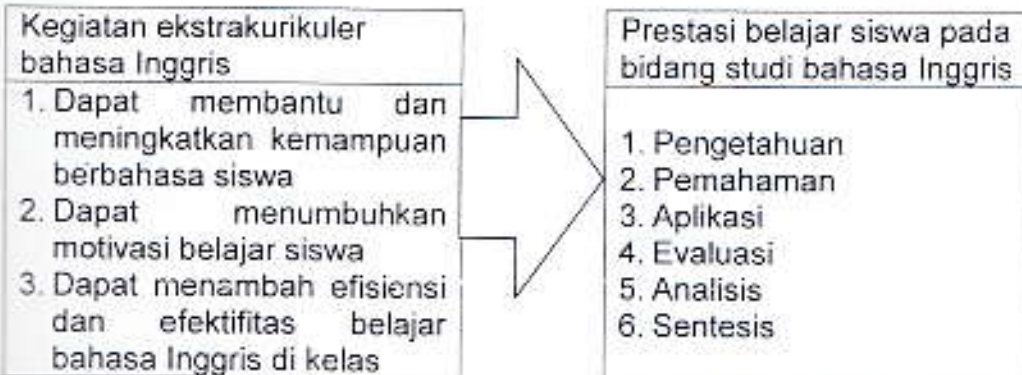 Kegiatan ekstrakurikuler
bahasa Inggris
1. Dapat membantu dan
meningkatkan kemampuan
berbahasa siswa
2. Dapat menumbuhkan
motivasi belajar siswa
3. Dapat menambah efisiensi
dan efektifitas belajar
bahasa Inggris di kelas
Prestasi belajar siswa pada
bidang studi bahasa Inggris
1. Pengetahuan
2. Pemahaman
3. Aplikasi
4. Evaluasi
5. Analisis
6. Sentesis